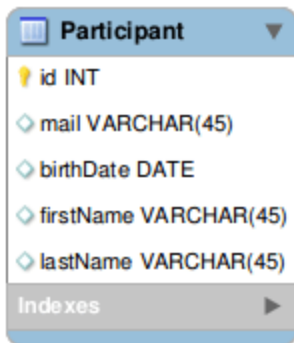 Participant
id INT
mail VARCHAR(45)
birthDate DATE
firstName VARCHAR(45)
lastName VARCHAR(45)
Indexes